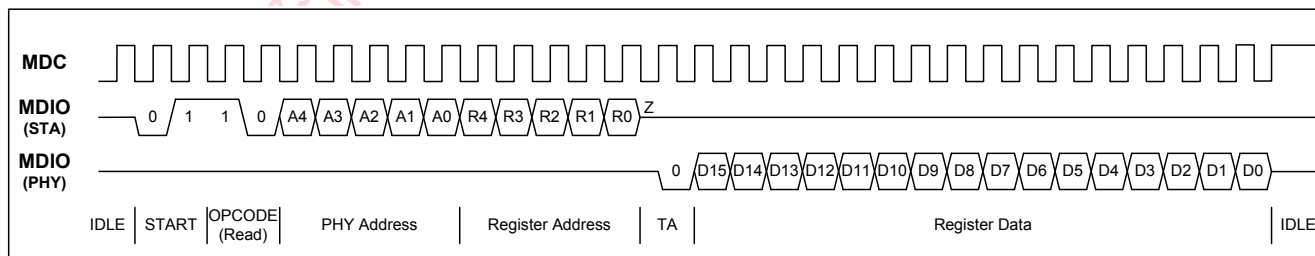 MDC
MDIO
(STA)
0 1 1 0 A4 A3 A2 A1 A0 R4 R3 R2 R1 R0 Z
MDIO
(PHY)
0 D15 D14 D13 D12 D11 D10 D9 D8 D7 D6 D5 D4 D3 D2 D1 D0
IDLE START OPCODE (Read) PHY Address Register Address TA Register Data IDLE